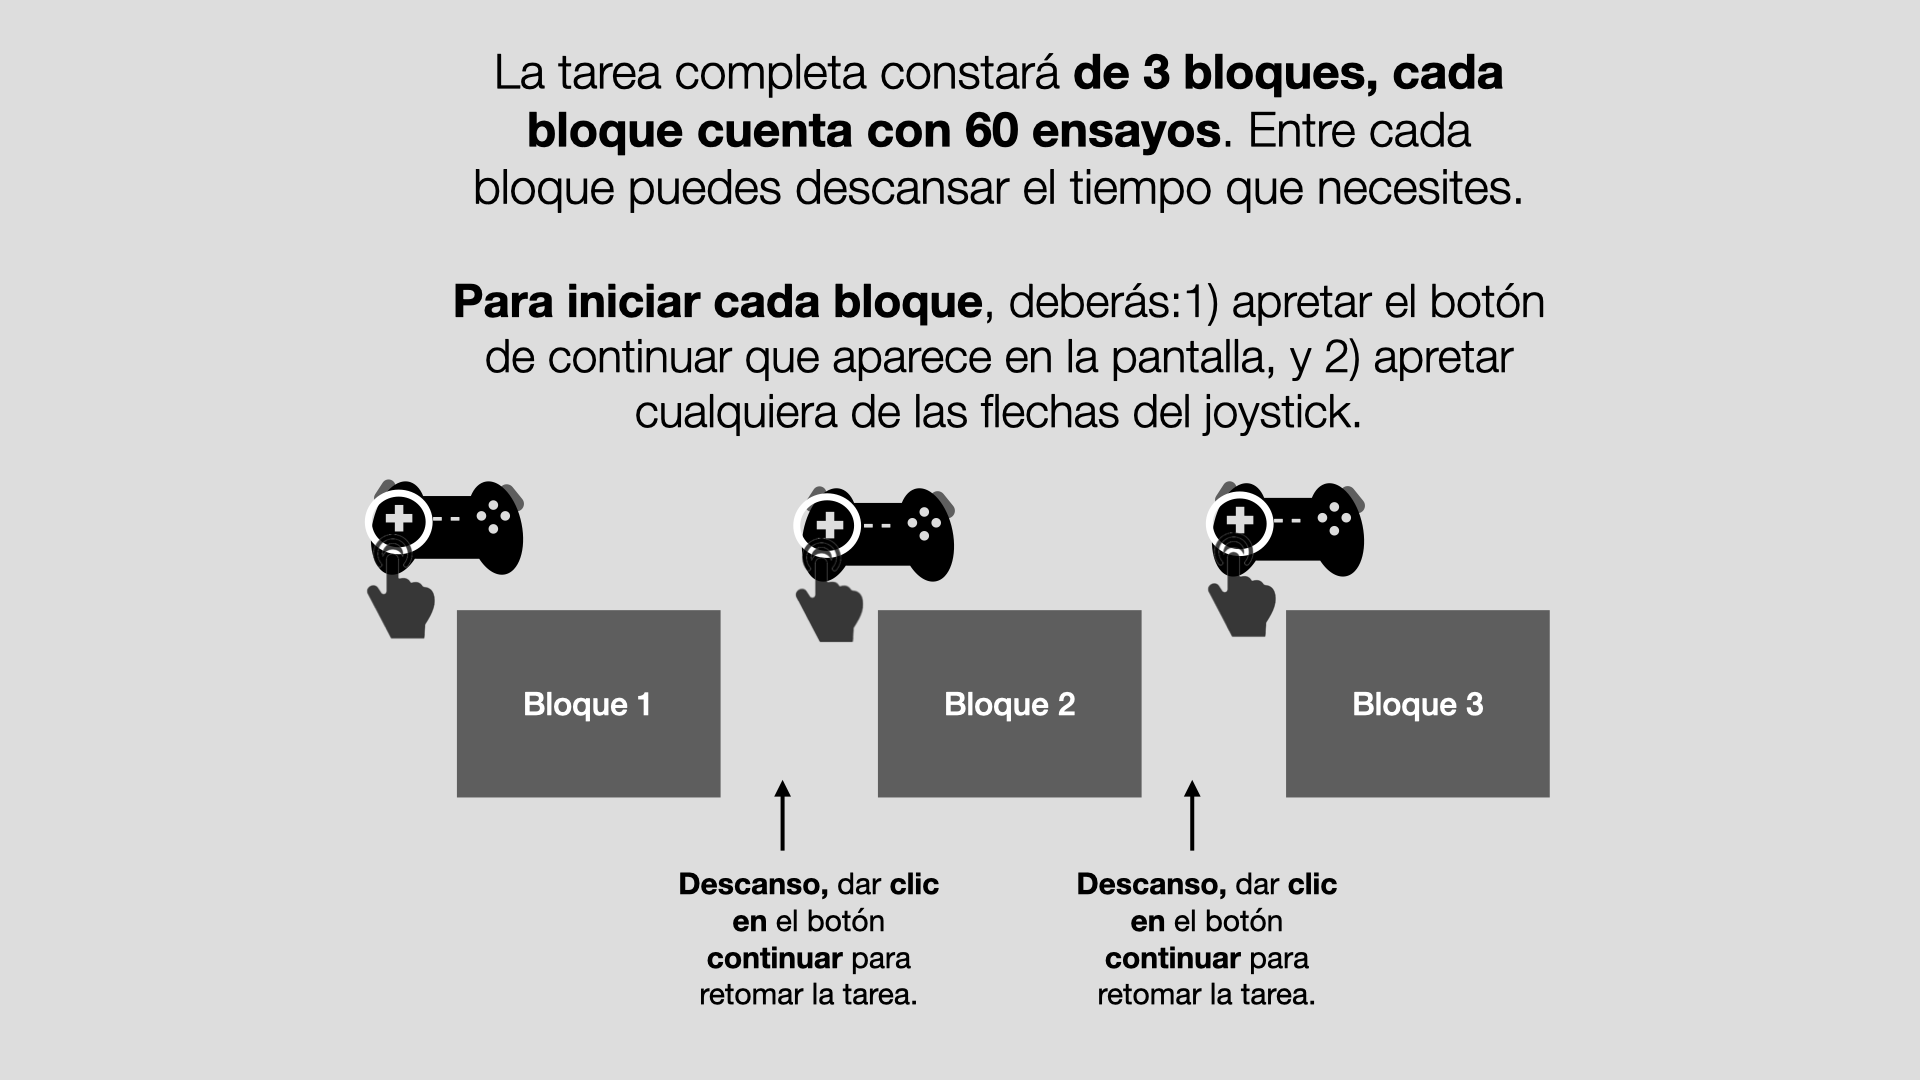 La tarea completa constará de 3 bloques, cada
bloque cuenta con 60 ensayos. Entre cada
bloque puedes descansar el tiempo que necesites.
Para iniciar cada bloque, deberás:1) apretar el botón
de continuar que aparece en la pantalla, y 2) apretar
cualquiera de las flechas del joystick.
Bloque 1
Bloque 2
Bloque 3
Descanso, dar clic
en el botón
continuar para
retomar la tarea.
Descanso, dar clic
en el botón
continuar para
retomar la tarea.